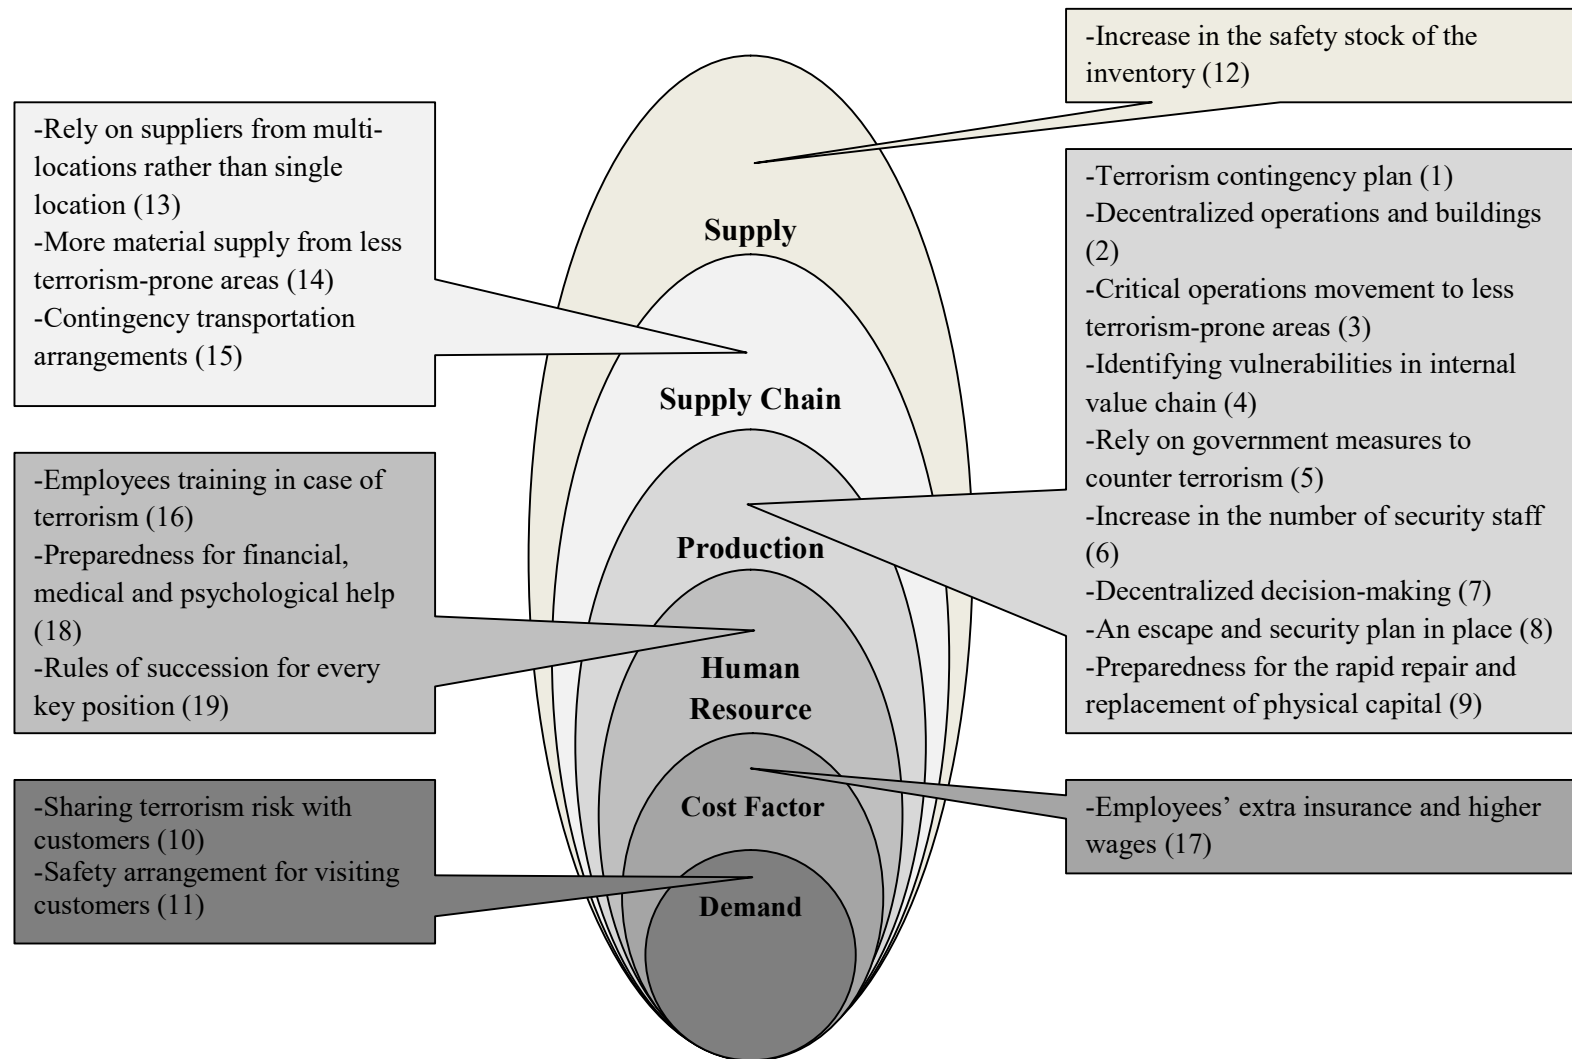 -Increase in the safety stock of the
inventory (12)
-Rely on suppliers from multi-
locations rather than single
location (13)
-More material supply from less
terrorism-prone areas (14)
-Contingency transportation
arrangements (15)
-Terrorism contingency plan (1)
-Decentralized operations and buildings
(2)
-Critical operations movement to less
terrorism-prone areas (3)
-Identifying vulnerabilities in internal
value chain (4)
-Rely on government measures to
counter terrorism (5)
-Increase in the number of security staff
(6)
-Decentralized decision-making (7)
-An escape and security plan in place (8)
-Preparedness for the rapid repair and
replacement of physical capital (9)
Supply
Supply Chain
Production
Human
Resource
Cost Factor
Demand
-Employees training in case of
terrorism (16)
-Preparedness for financial,
medical and psychological help
(18)
-Rules of succession for every
key position (19)
-Sharing terrorism risk with
customers (10)
-Safety arrangement for visiting
customers (11)
-Employees’ extra insurance and higher
wages (17)